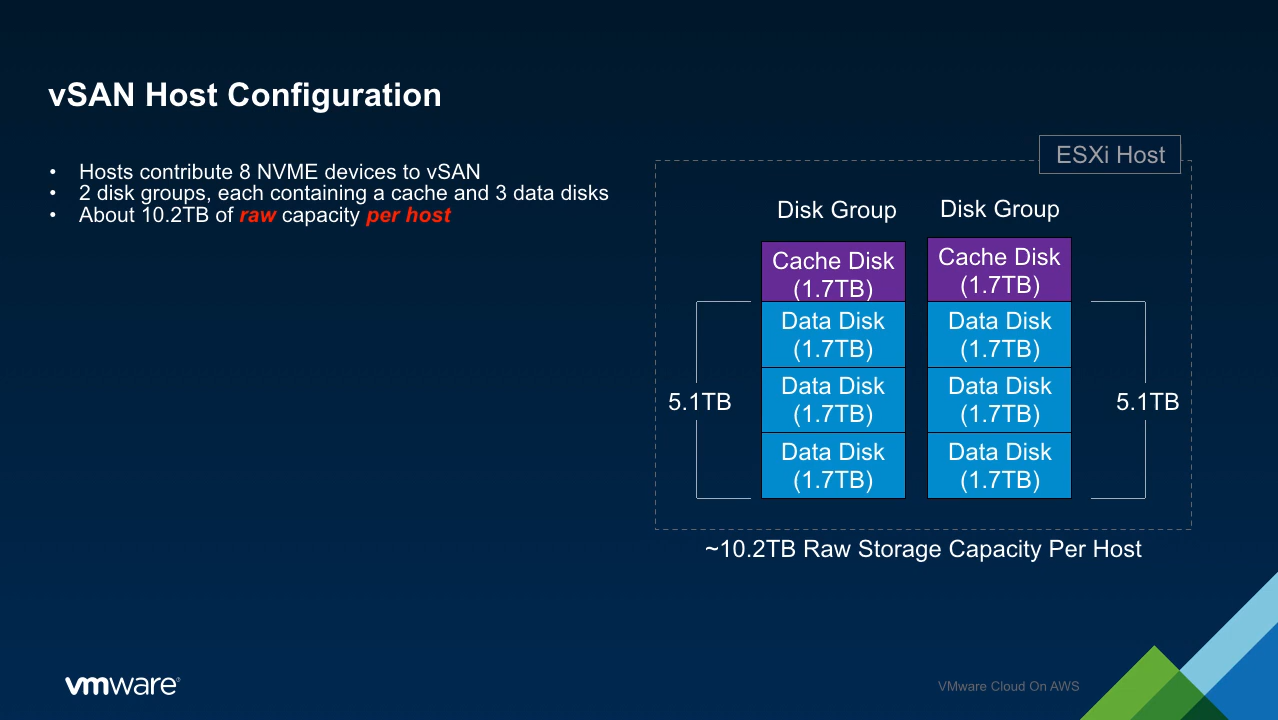 vSAN Host Configuration
• Hosts contribute 8 NVME devices to vSAN
• 2 disk groups, each containing a cache and 3 data disks
• About 10.2TB of raw capacity per host
ESXi Host
Disk Group
Disk Group
Cache Disk
(1.7TB)
Cache Disk
(1.7TB)
Data Disk
(1.7TB)
Data Disk
(1.7TB)
Data Disk
(1.7TB)
Data Disk
(1.7TB)
Data Disk
(1.7TB)
Data Disk
(1.7TB)
5.1TB
5.1TB
~10.2TB Raw Storage Capacity Per Host
vmware®
VMware Cloud On AWS